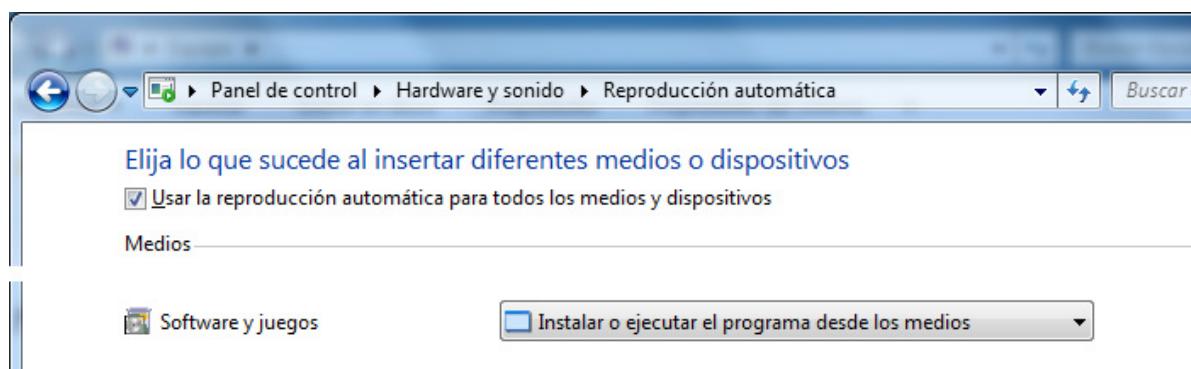 Panel de control Hardware y sonido Reproducción automática Buscar
Elija lo que sucede al insertar diferentes medios o dispositivos
Usar la reproducción automática para todos los medios y dispositivos
Medios
Software y juegos Instalar o ejecutar el programa desde los medios